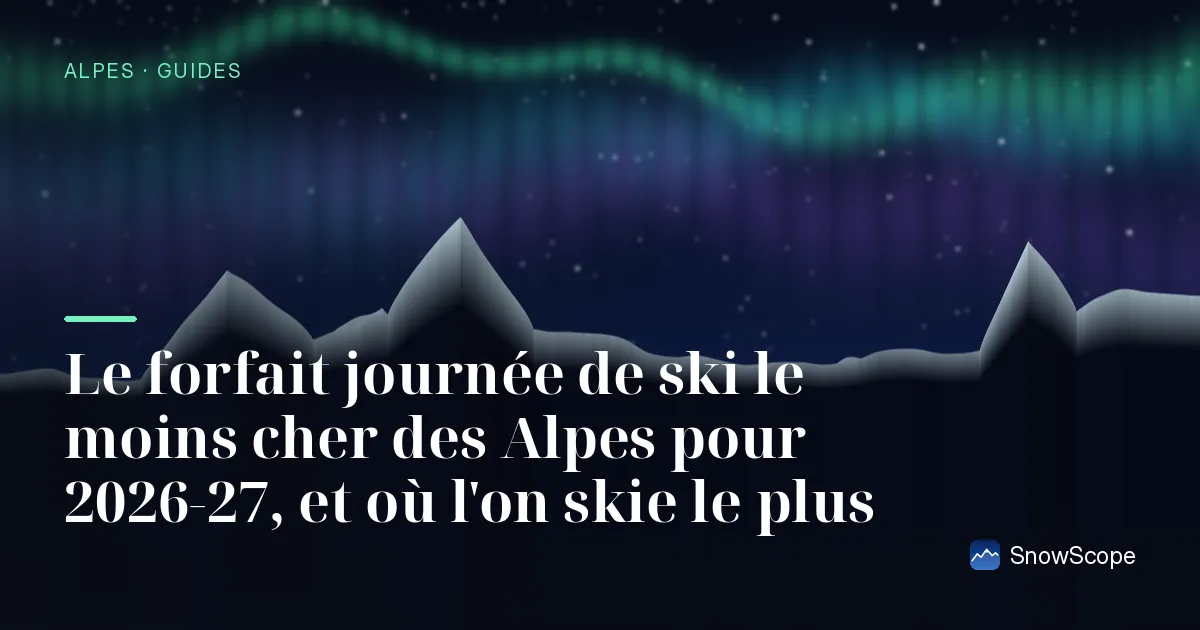 ALPES · GUIDES
Le forfait journée de ski le
moins cher des Alpes pour
2026-27, et où l'on skie le plus
SnowScope